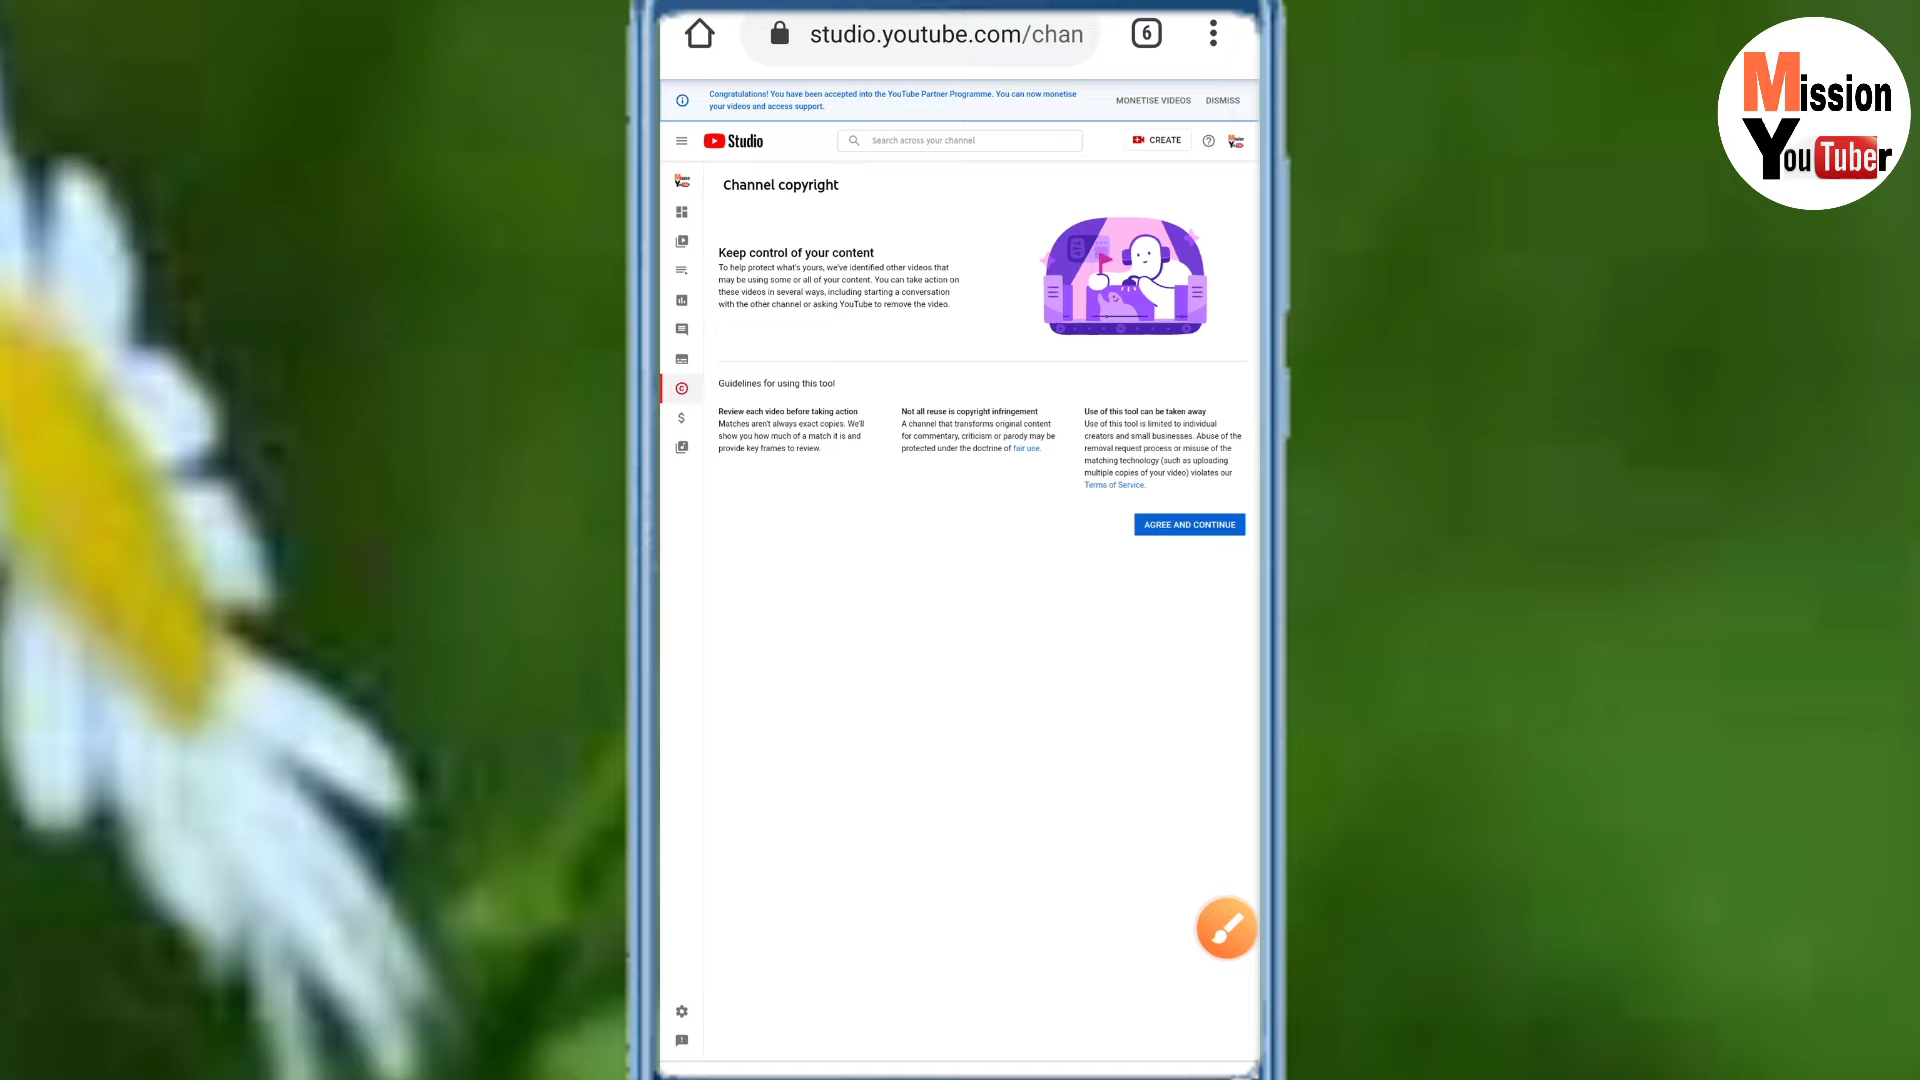 studio.youtube.com/chan
6
Mission
YouTuber
Congratulations! You have been accepted into the YouTube Partner Programme. You can now monetise
your videos and access support.
MONETISE VIDEOS
DISMISS
Studio
Search across your channel
CREATE
Channel copyright
Keep control of your content
To help protect what's yours, we've identified other videos that
may be using some or all of your content. You can take action on
these videos in several ways, including starting a conversation
with the other channel or asking YouTube to remove the video.
Guidelines for using this tool
Review each video before taking action
Matches aren't always exact copies. We'll
show you how much of a match it is and
provide key frames to review.
Not all reuse is copyright infringement
A channel that transforms original content
for commentary, criticism or parody may be
protected under the doctrine of fair use.
Use of this tool can be taken away
Use of this tool is limited to individual
creators and small businesses. Abuse of the
removal request process or misuse of the
matching technology (such as uploading
multiple copies of your video) violates our
Terms of Service.
AGREE AND CONTINUE